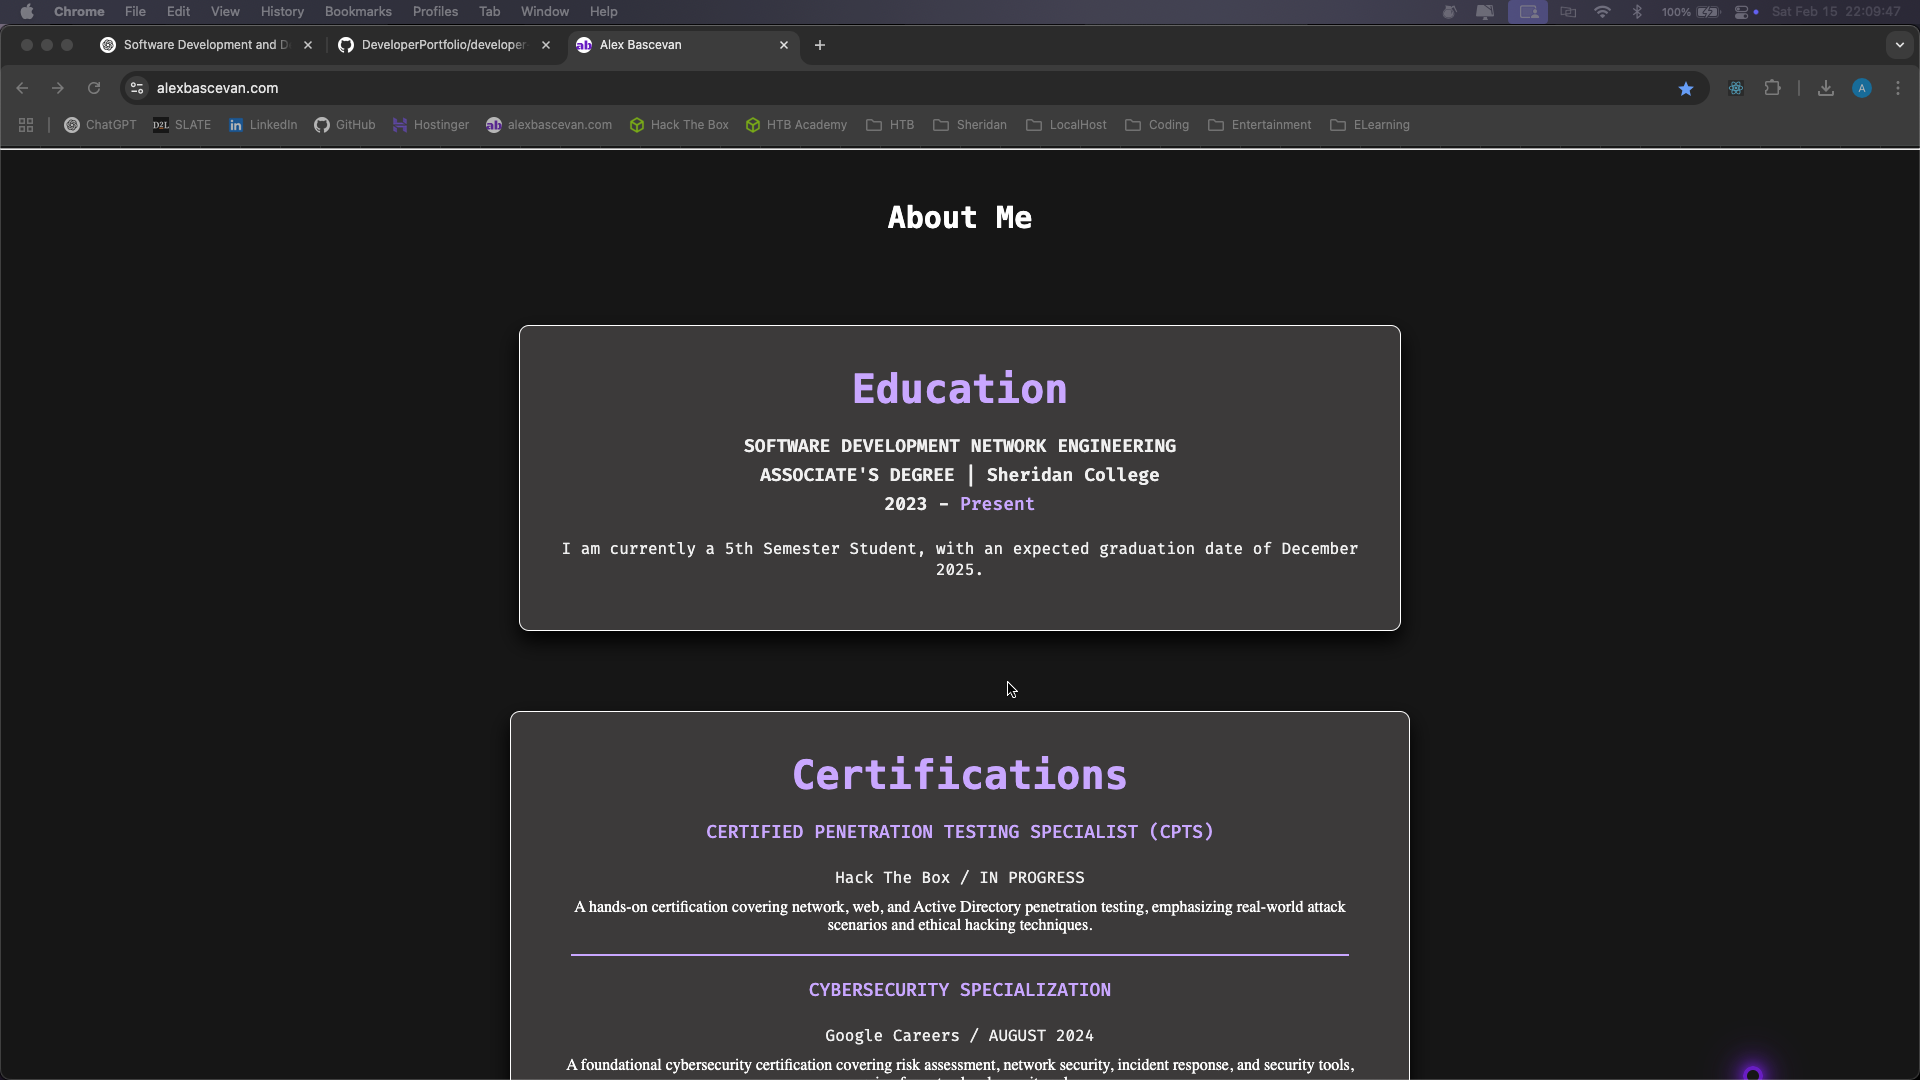 Chrome File Edit View History Bookmarks Profiles Tab Window Help 100% Sat Feb 15 22:09:47
Software Development and D DeveloperPortfolio/developer ab Alex Bascevan
alexbascevan.com A
ChatGPT D2L SLATE in LinkedIn GitHub Hostinger ab alexbascevan.com Hack The Box HTB Academy HTB Sheridan LocalHost Coding Entertainment ELearning
About Me
Education
SOFTWARE DEVELOPMENT NETWORK ENGINEERING
ASSOCIATE'S DEGREE | Sheridan College
2023 - Present
I am currently a 5th Semester Student, with an expected graduation date of December
2025.
Certifications
CERTIFIED PENETRATION TESTING SPECIALIST (CPTS)
Hack The Box / IN PROGRESS
A hands-on certification covering network, web, and Active Directory penetration testing, emphasizing real-world attack
scenarios and ethical hacking techniques.
CYBERSECURITY SPECIALIZATION
Google Careers / AUGUST 2024
A foundational cybersecurity certification covering risk assessment, network security, incident response, and security tools,